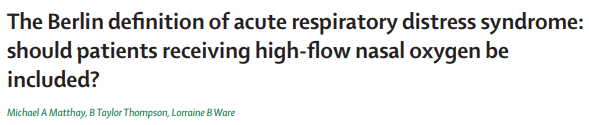 The Berlin definition of acute respiratory distress syndrome:
should patients receiving high-flow nasal oxygen be
included?
Michael A Matthay, B Taylor Thompson, Lorraine B Ware